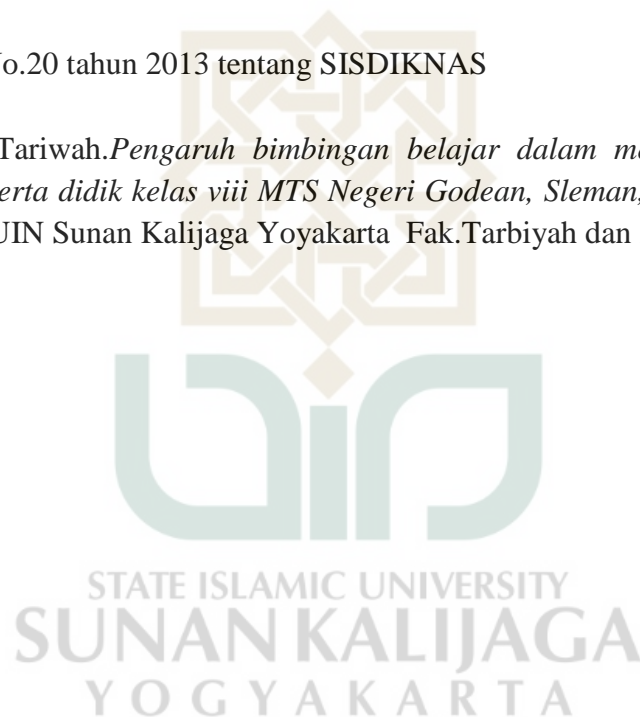 o.20 tahun 2013 tentang SISDIKNAS
Tariwah.Pengaruh bimbingan belajar dalam
erta didik kelas viii MTS Negeri Godean, Sleman,
UIN Sunan Kalijaga Yoyakarta Fak.Tarbiyah dan
STATE ISLAMIC UNIVERSITY
SUNAN KALIJAGA
YOGYAKARTA